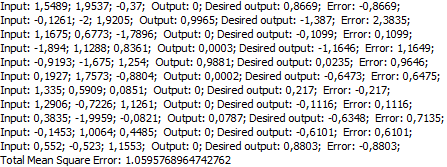 Input: 1,5489; 1,9537; -0,37;  Output: 0; Desired output: 0,8669;  Error: -0,8669;
Input: -0,1261; -2; 1,9205;  Output: 0,9965; Desired output: -1,387;  Error: 2,3835;
Input: 1,1675; 0,6773; -1,7896;  Output: 0; Desired output: -0,1099;  Error: 0,1099;
Input: -1,894; 1,1288; 0,8361;  Output: 0,0003; Desired output: -1,1646;  Error: 1,1649;
Input: -0,9193; -1,675; 1,254;  Output: 0,9881; Desired output: 0,0235;  Error: 0,9646;
Input: 0,1927; 1,7573; -0,8804;  Output: 0,0002; Desired output: -0,6473;  Error: 0,6475;
Input: 1,335; 0,5909; 0,0851;  Output: 0; Desired output: 0,217;  Error: -0,217;
Input: 1,2906; -0,7226; 1,1261;  Output: 0; Desired output: -0,1116;  Error: 0,1116;
Input: 0,3835; -1,9959; -0,0821;  Output: 0,0787; Desired output: -0,6348;  Error: 0,7135;
Input: -0,1453; 1,0064; 0,4485;  Output: 0; Desired output: -0,6101;  Error: 0,6101;
Input: 0,552; -0,523; 1,1553;  Output: 0; Desired output: 0,8803;  Error: -0,8803;
Total Mean Square Error: 1.0595768964742762